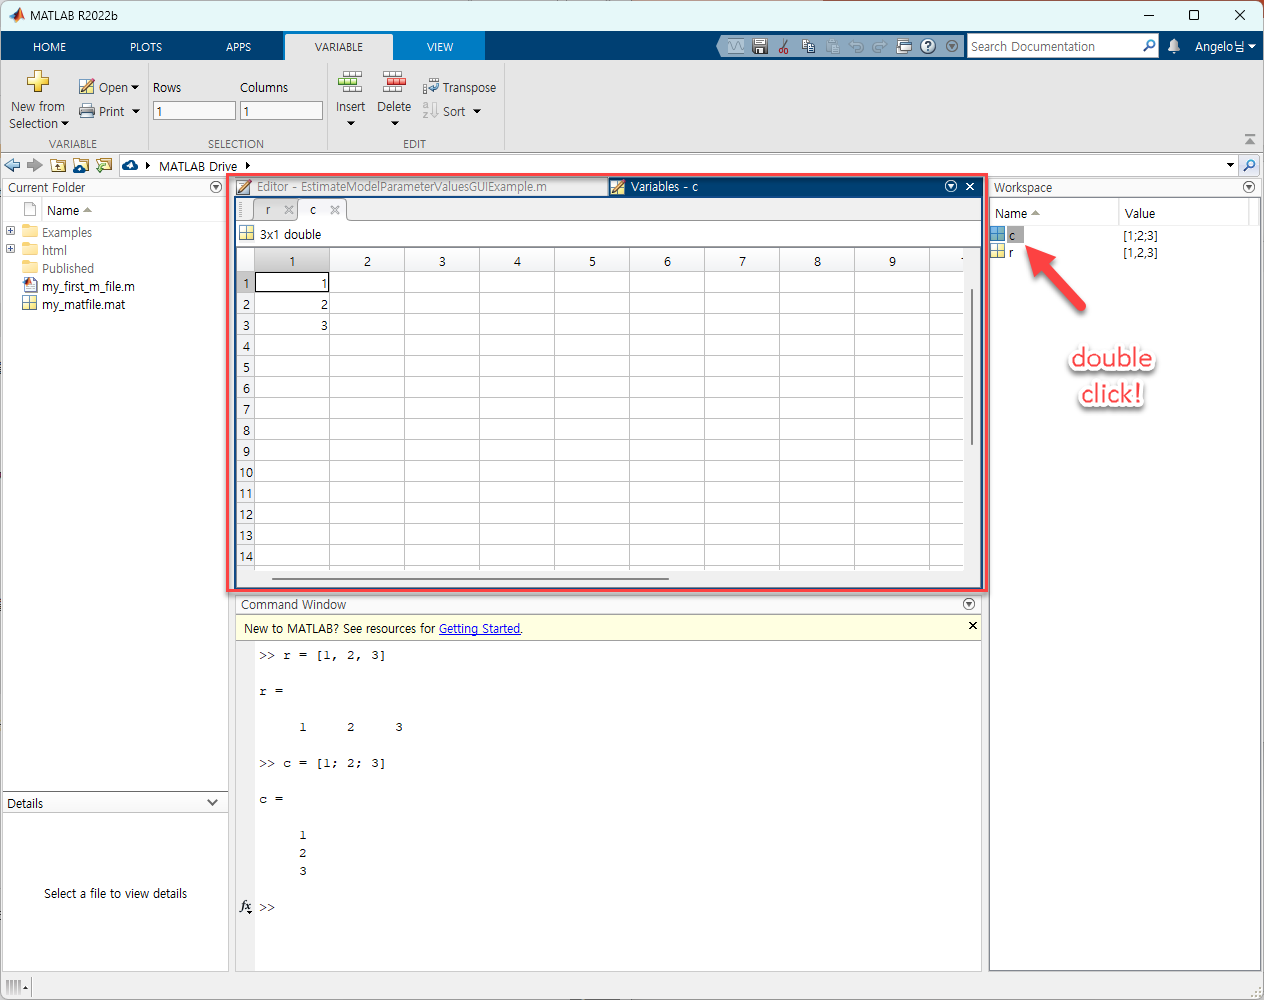 MATLAB R2022b
HOME PLOTS APPS VARIABLE VIEW
Search Documentation
Angelo님
New from
Selection
Open
Print
VARIABLE
Rows Columns
1 1
SELECTION
Insert
Delete
Transpose
Sort
EDIT
MATLAB Drive
Current Folder
Name
Examples
html
Published
my_first_m_file.m
my_matfile.mat
Details
Select a file to view details
Editor - EstimateModelParameterValuesGUIExample.m
Variables - c
r c
3x1 double
1 2 3 4 5 6 7 8 9
1 1
2 2
3 3
4
5
6
7
8
9
10
11
12
13
14
Command Window
New to MATLAB? See resources for Getting Started.
>> r = [1, 2, 3]
r =
1 2 3
>> c = [1; 2; 3]
c =
1
2
3
fx >>
Workspace
Name Value
c [1;2;3]
r [1,2,3]
double
click!